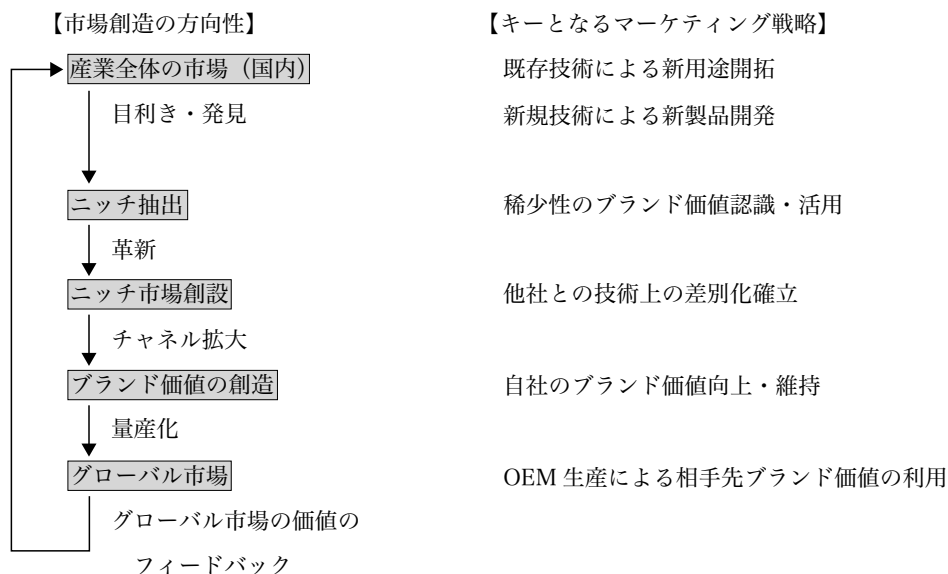 【市場創造の方向性】 【キーとなるマーケティング戦略】
産業全体の市場（国内） 既存技術による新用途開拓
目利き・発見 新規技術による新製品開発
ニッチ抽出 稀少性のブランド価値認識・活用
革新
ニッチ市場創設 他社との技術上の差別化確立
チャネル拡大
ブランド価値の創造 自社のブランド価値向上・維持
量産化
グローバル市場 OEM 生産による相手先ブランド価値の利用
グローバル市場の価値の
フィードバック